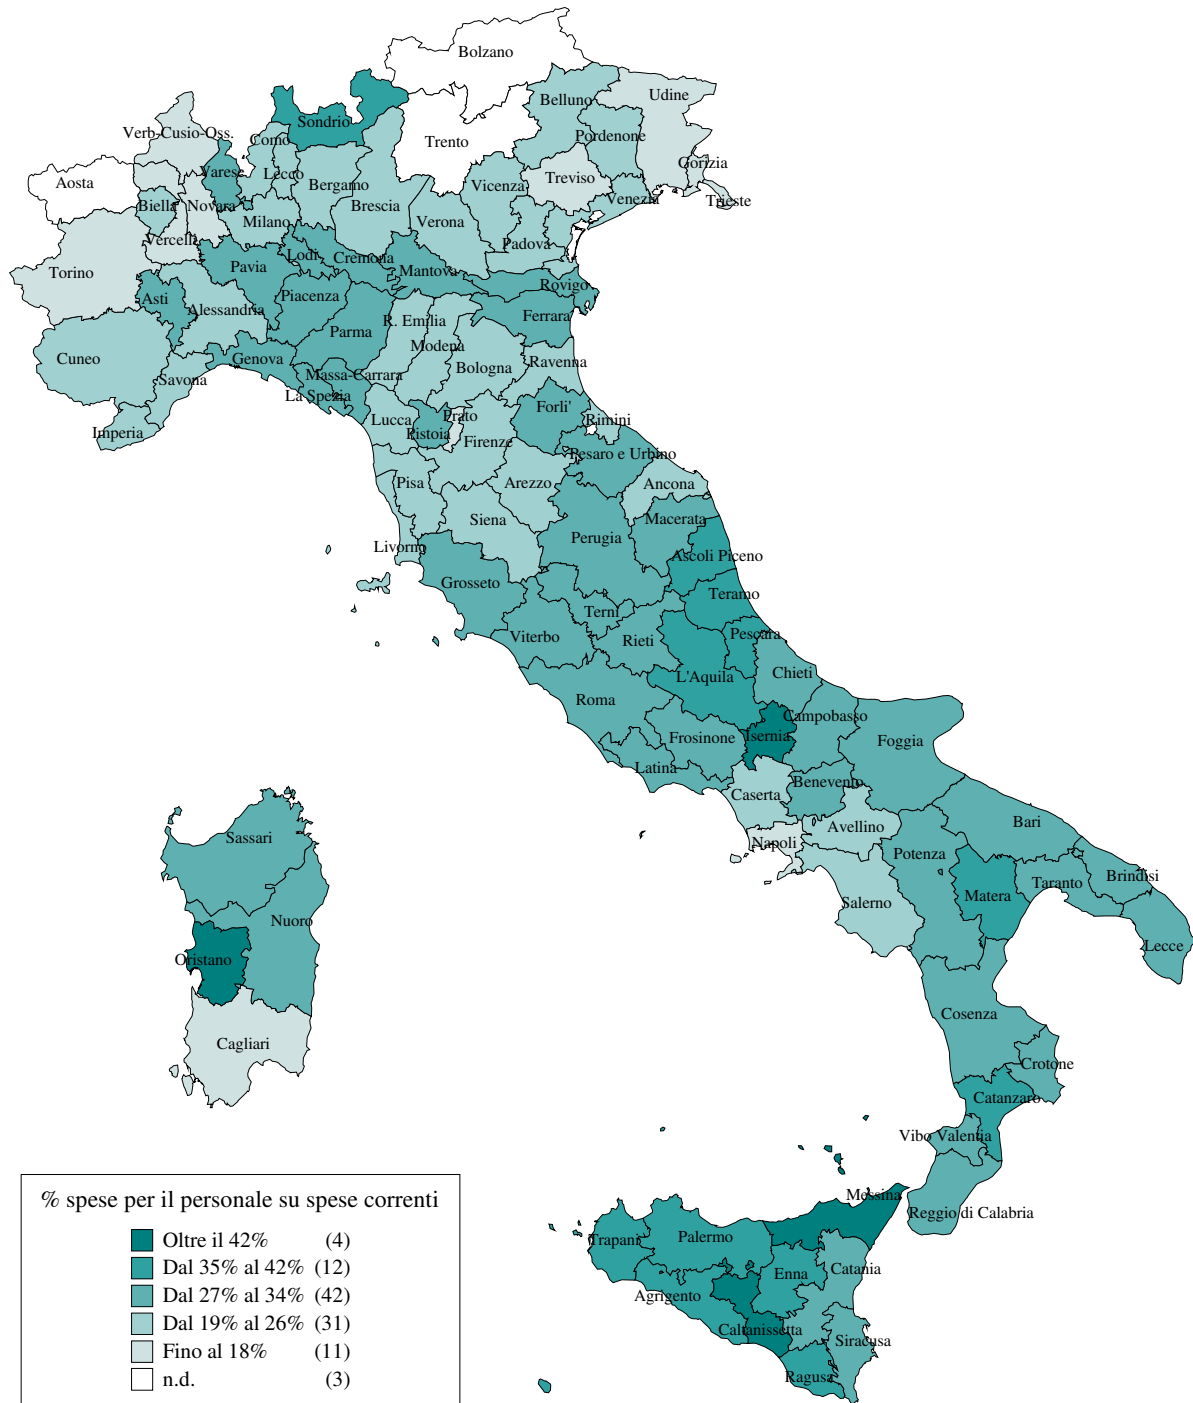 Bolzano
Udine
Belluno
Sondrio
Verb-Cusio-Oss.
Pordenone
Como
Trento
Gorizia
Lecco
Varese
Treviso
Aosta
Bergamo
Vicenza
Venezia
Trieste
Biella
Novara
Brescia
Milano
Verona
Vercelli
Padova
Lodi
Cremona
Pavia
Mantova
Torino
Rovigo
Piacenza
Asti
Alessandria
Ferrara
R. Emilia
Parma
Modena
Cuneo
Genova
Ravenna
Bologna
Massa-Carrara
Savona
La Spezia
Forli'
Prato
Lucca
Rimini
Imperia
Pistoia
Firenze
Pesaro e Urbino
Pisa
Arezzo
Ancona
Siena
Macerata
Perugia
Livorno
Ascoli Piceno
Grosseto
Teramo
Terni
Viterbo
Rieti
Pescara
Chieti
L'Aquila
Roma
Campobasso
Frosinone
Isernia
Foggia
Latina
Benevento
Caserta
Bari
Avellino
Sassari
Napoli
Potenza
Brindisi
Taranto
Matera
Salerno
Nuoro
Lecce
Oristano
Cosenza
Cagliari
Crotone
Catanzaro
Vibo Valentia
Messina
Reggio di Calabria
Palermo
Trapani
Catania
Enna
Agrigento
Caltanissetta
Siracusa
Ragusa
% spese per il personale su spese correnti
Oltre il 42% (4)
Dal 35% al 42% (12)
Dal 27% al 34% (42)
Dal 19% al 26% (31)
Fino al 18% (11)
n.d. (3)